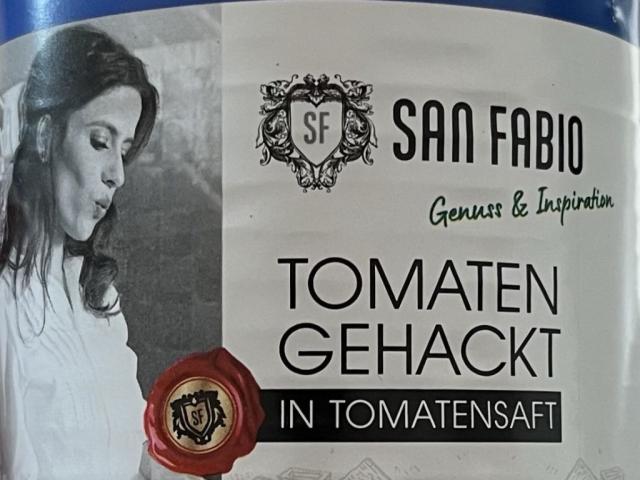 SF
SAN FABIO
Genuss & Inspiration
TOMATEN
GEHACKT
IN TOMATENSAFT
SF